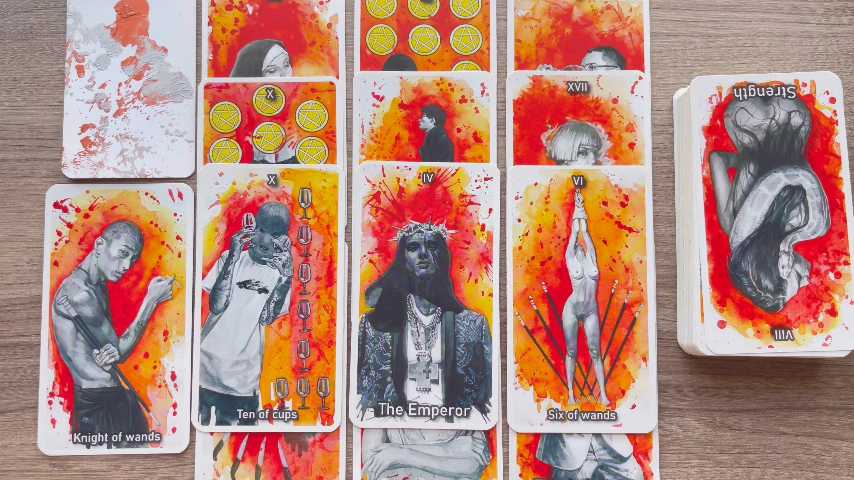 X
XVII
X
IV
VI
Knight of wands
Ten of cups
The Emperor
Six of wands
Strength
VIII